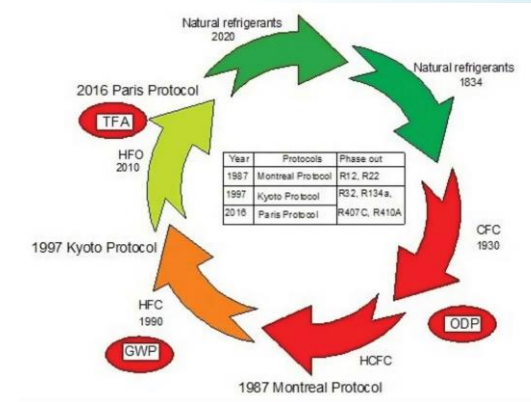 Natural refrigerants
2020
Natural refrigerants
1834
2016 Paris Protocol
TFA
HFO
2010
Year Protocols Phase out
1987 Montreal Protocol R12, R22
1997 Kyoto Protocol R32, R134a,
2016 Paris Protocol R407C, R410A
CFC
1930
1997 Kyoto Protocol
HFC
1990
ODP
GWP
HCFC
1987 Montreal Protocol